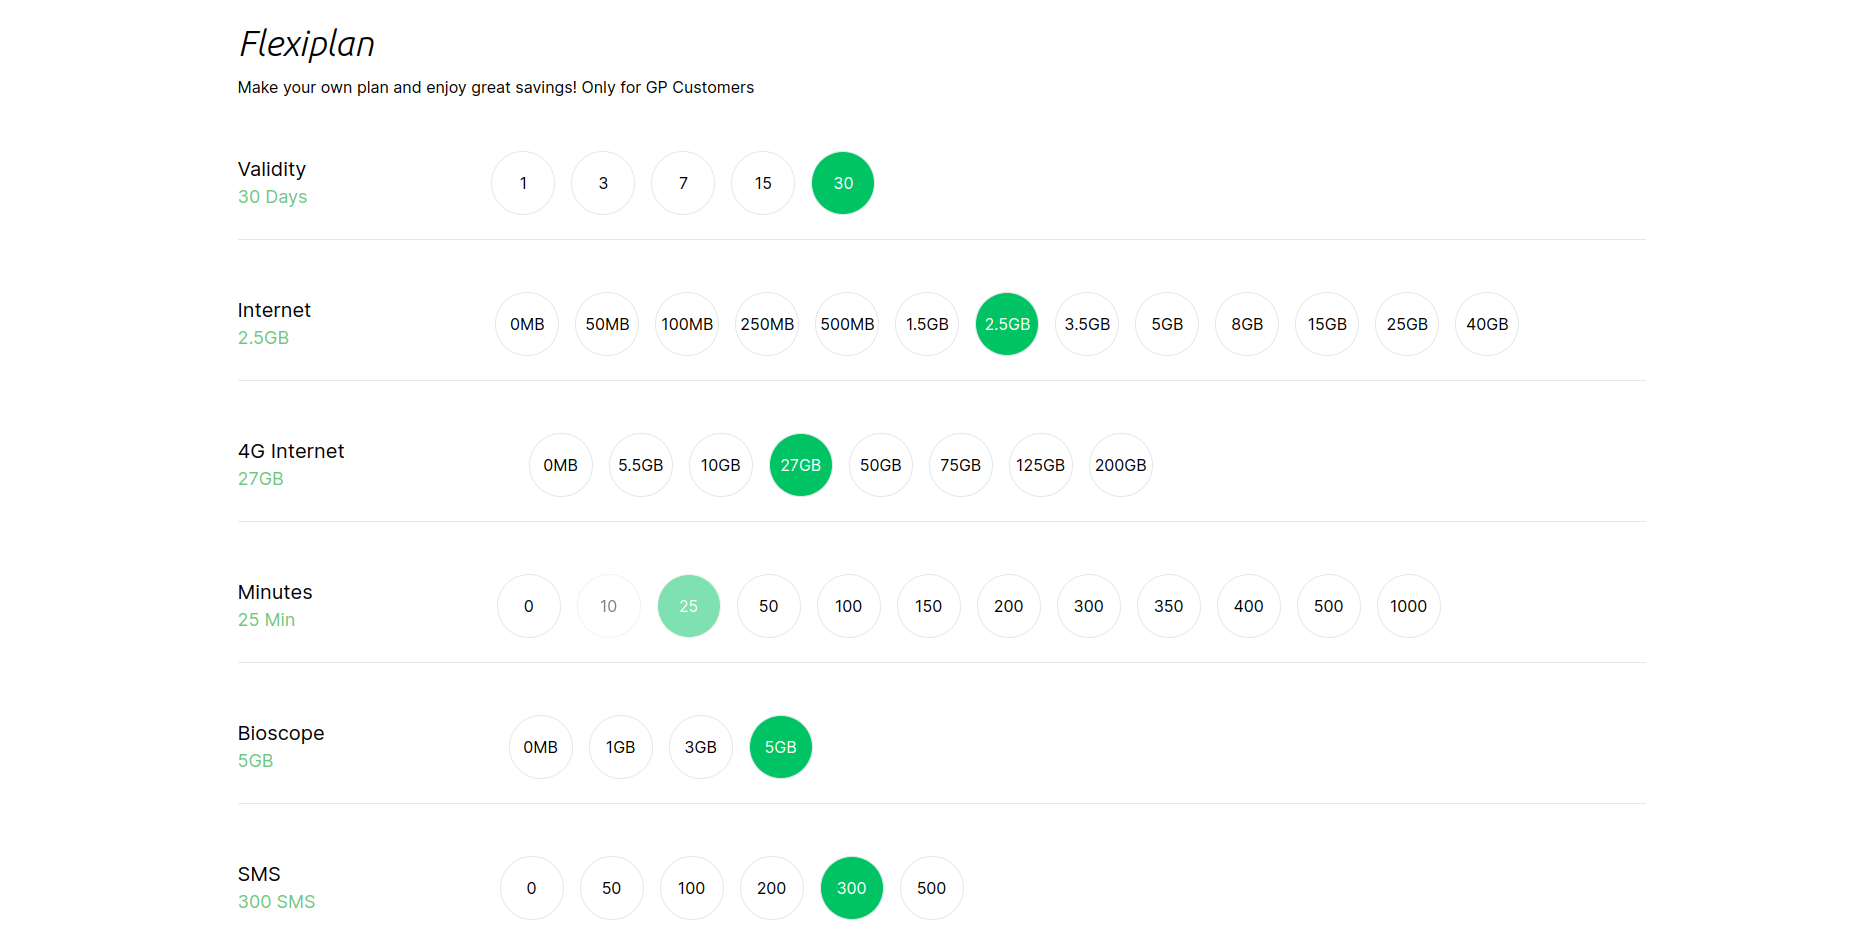 Flexiplan
Make your own plan and enjoy great savings! Only for GP Customers
Validity
30 Days
1 3 7 15 30
Internet
2.5GB
0MB 50MB 100MB 250MB 500MB 1.5GB 2.5GB 3.5GB 5GB 8GB 15GB 25GB 40GB
4G Internet
27GB
0MB 5.5GB 10GB 27GB 50GB 75GB 125GB 200GB
Minutes
25 Min
0 10 25 50 100 150 200 300 350 400 500 1000
Bioscope
5GB
0MB 1GB 3GB 5GB
SMS
300 SMS
0 50 100 200 300 500